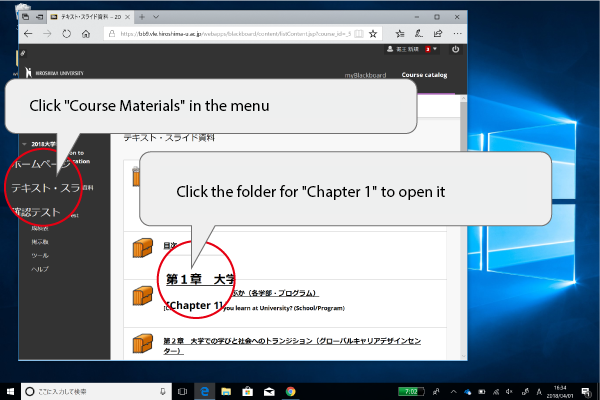 テキスト・スライド資料 - 20
https://bb9.vle.hiroshima-u.ac.jp/webapps/blackboard/content/listContent.jsp?course_id=_5
HIROSHIMA UNIVERSITY
3
myBlackboard
Course catalog
Click "Course Materials" in the menu
2018大学
ホームページ
テキスト・スラ
資料
確認テスト
掲示板
ツール
ヘルプ
テキスト・スライド資料
Click the folder for "Chapter 1" to open it
目次
第１章 大学
ぶか（各学部・プログラム）
[Chapter 1]
you learn at University? (School/Program)
第２章 大学での学びと社会へのトランジション（グローバルキャリアデザインセンター）
ここに入力して検索
7:02
A
16:34
2018/04/01